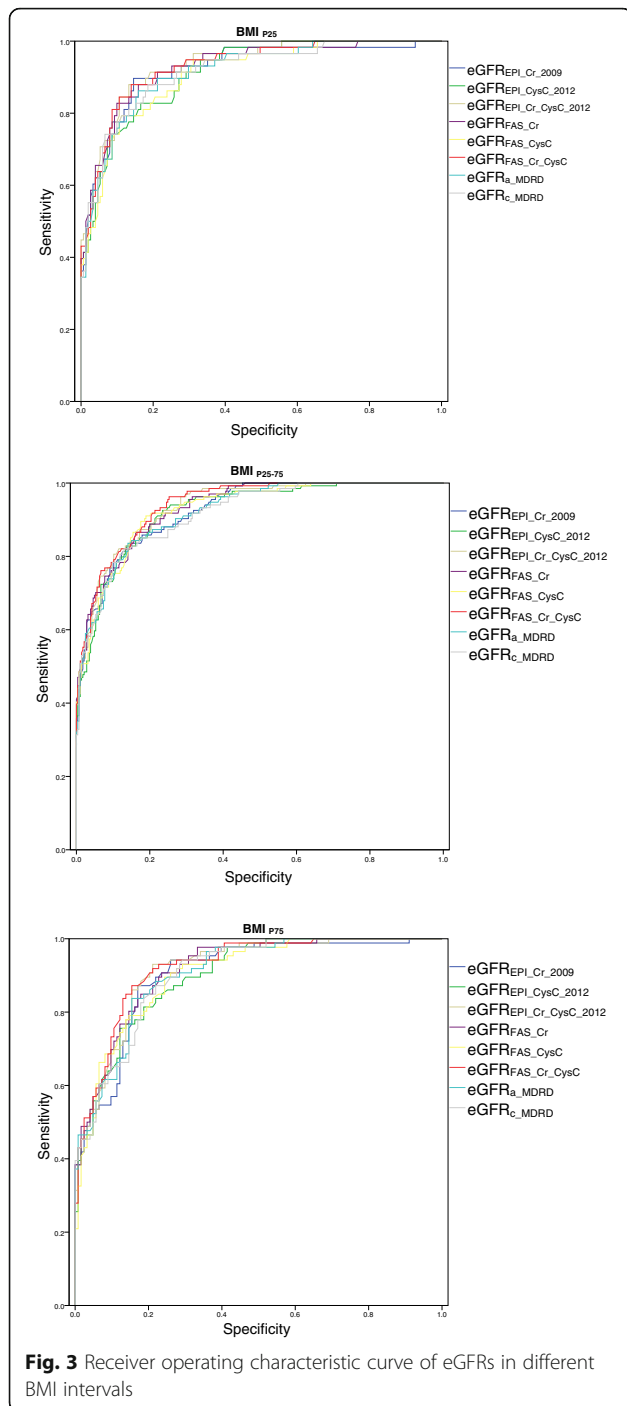 BMI P25
1.0
0.8
0.6
0.4
0.2
0.0
Sensitivity
0.0 0.2 0.4 0.6 0.8 1.0
Specificity
eGFREPI_Cr_2009
eGFREPI_CysC_2012
eGFREPI_Cr_CysC_2012
eGFRFAS_Cr
eGFRFAS_CysC
eGFRFAS_Cr_CysC
eGFRa_MDRD
eGFRc_MDRD
BMI P25-75
1.0
0.8
0.6
0.4
0.2
0.0
Sensitivity
0.0 0.2 0.4 0.6 0.8 1.0
Specificity
eGFREPI_Cr_2009
eGFREPI_CysC_2012
eGFREPI_Cr_CysC_2012
eGFRFAS_Cr
eGFRFAS_CysC
eGFRFAS_Cr_CysC
eGFRa_MDRD
eGFRc_MDRD
BMI P75
1.0
0.8
0.6
0.4
0.2
0.0
Sensitivity
0.0 0.2 0.4 0.6 0.8 1.0
Specificity
eGFREPI_Cr_2009
eGFREPI_CysC_2012
eGFREPI_Cr_CysC_2012
eGFRFAS_Cr
eGFRFAS_CysC
eGFRFAS_Cr_CysC
eGFRa_MDRD
eGFRc_MDRD
Fig. 3 Receiver operating characteristic curve of eGFRs in different
BMI intervals